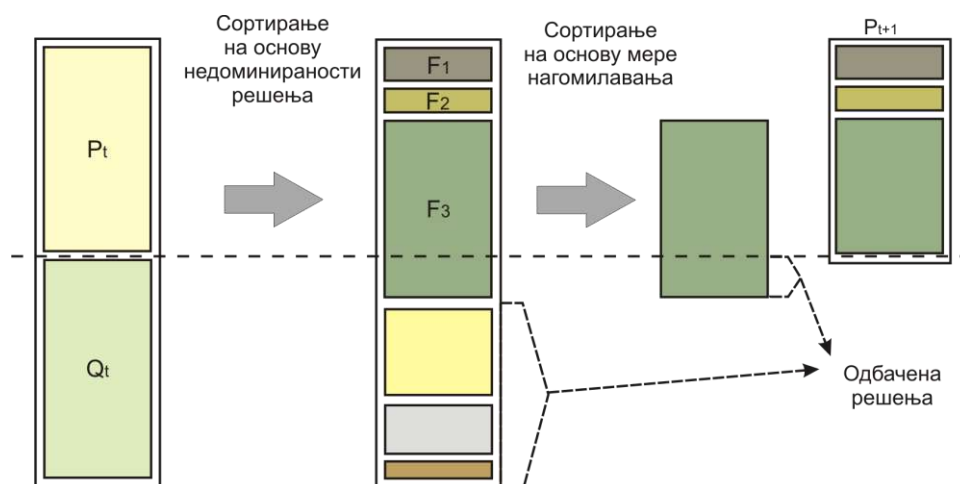 Сортирање
на основу
недоминираности
решења
Сортирање
на основу мере
нагомилавања
Pt+1
Pt
F1
F2
F3
Qt
Одбачена
решења